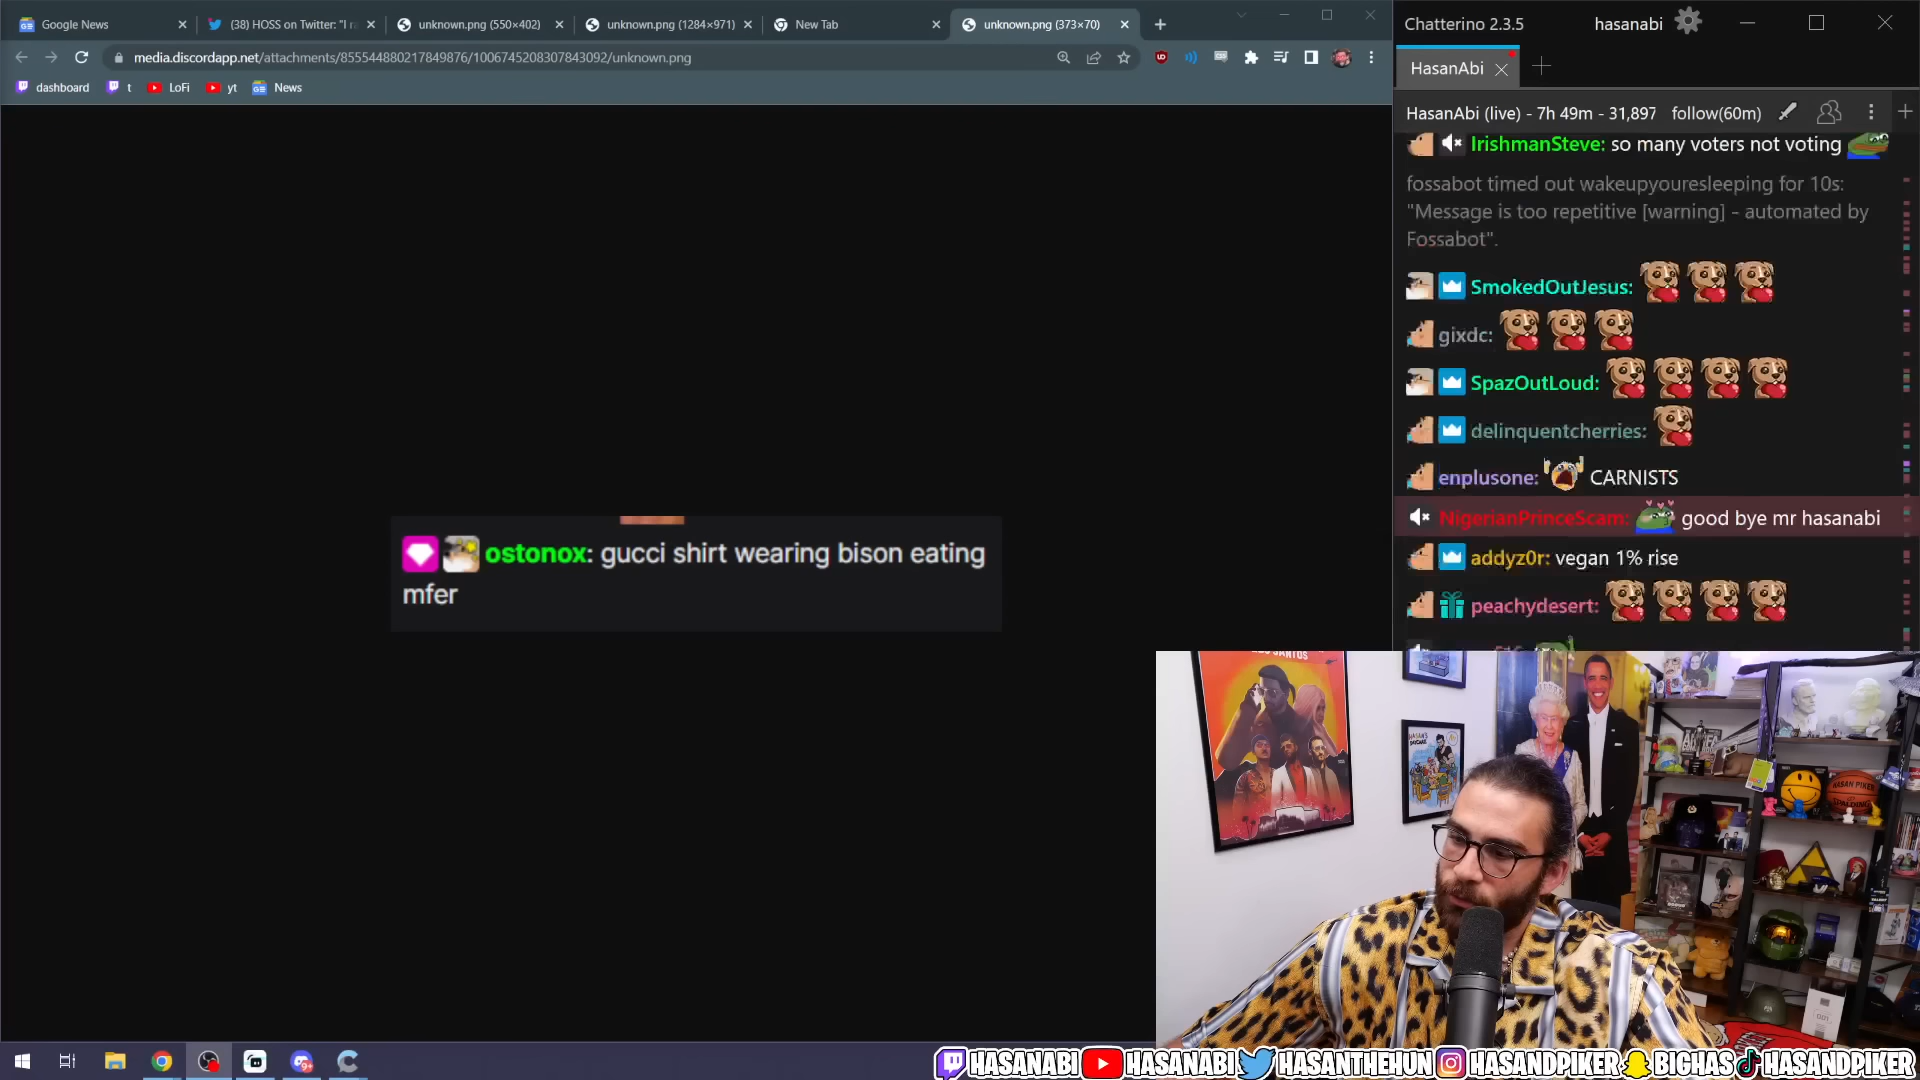 Google News
(38) HOSS on Twitter: "I r
unknown.png (550×402)
unknown.png (1284×971)
New Tab
unknown.png (373×70)
media.discordapp.net/attachments/855544880217849876/1006745208307843092/unknown.png
dashboard
t
LoFi
yt
News
ostonox: gucci shirt wearing bison eating
mfer
Chatterino 2.3.5
hasanabi
HasanAbi
HasanAbi (live) - 7h 49m - 31,897 follow(60m)
IrishmanSteve: so many voters not voting
fossabot timed out wakeupyouresleeping for 10s:
"Message is too repetitive [warning] - automated by
Fossabot".
SmokedOutJesus:
gixdc:
SpazOutLoud:
delinquentcherries:
enplusone: CARNISTS
NigerianPrinceScam: good bye mr hasanabi
addyz0r: vegan 1% rise
peachydesert:
HASAN PIKER
SPALDING
HASANABI HASANABI HASANTHEHUN HASANDPIKER BIGHAS HASANDPIKER